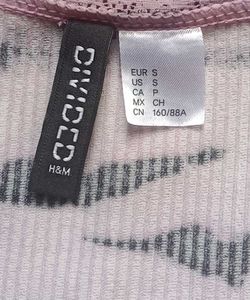 DIVIDED
H&M
EUR S
US S
CA P
MX CH
CN 160/88A